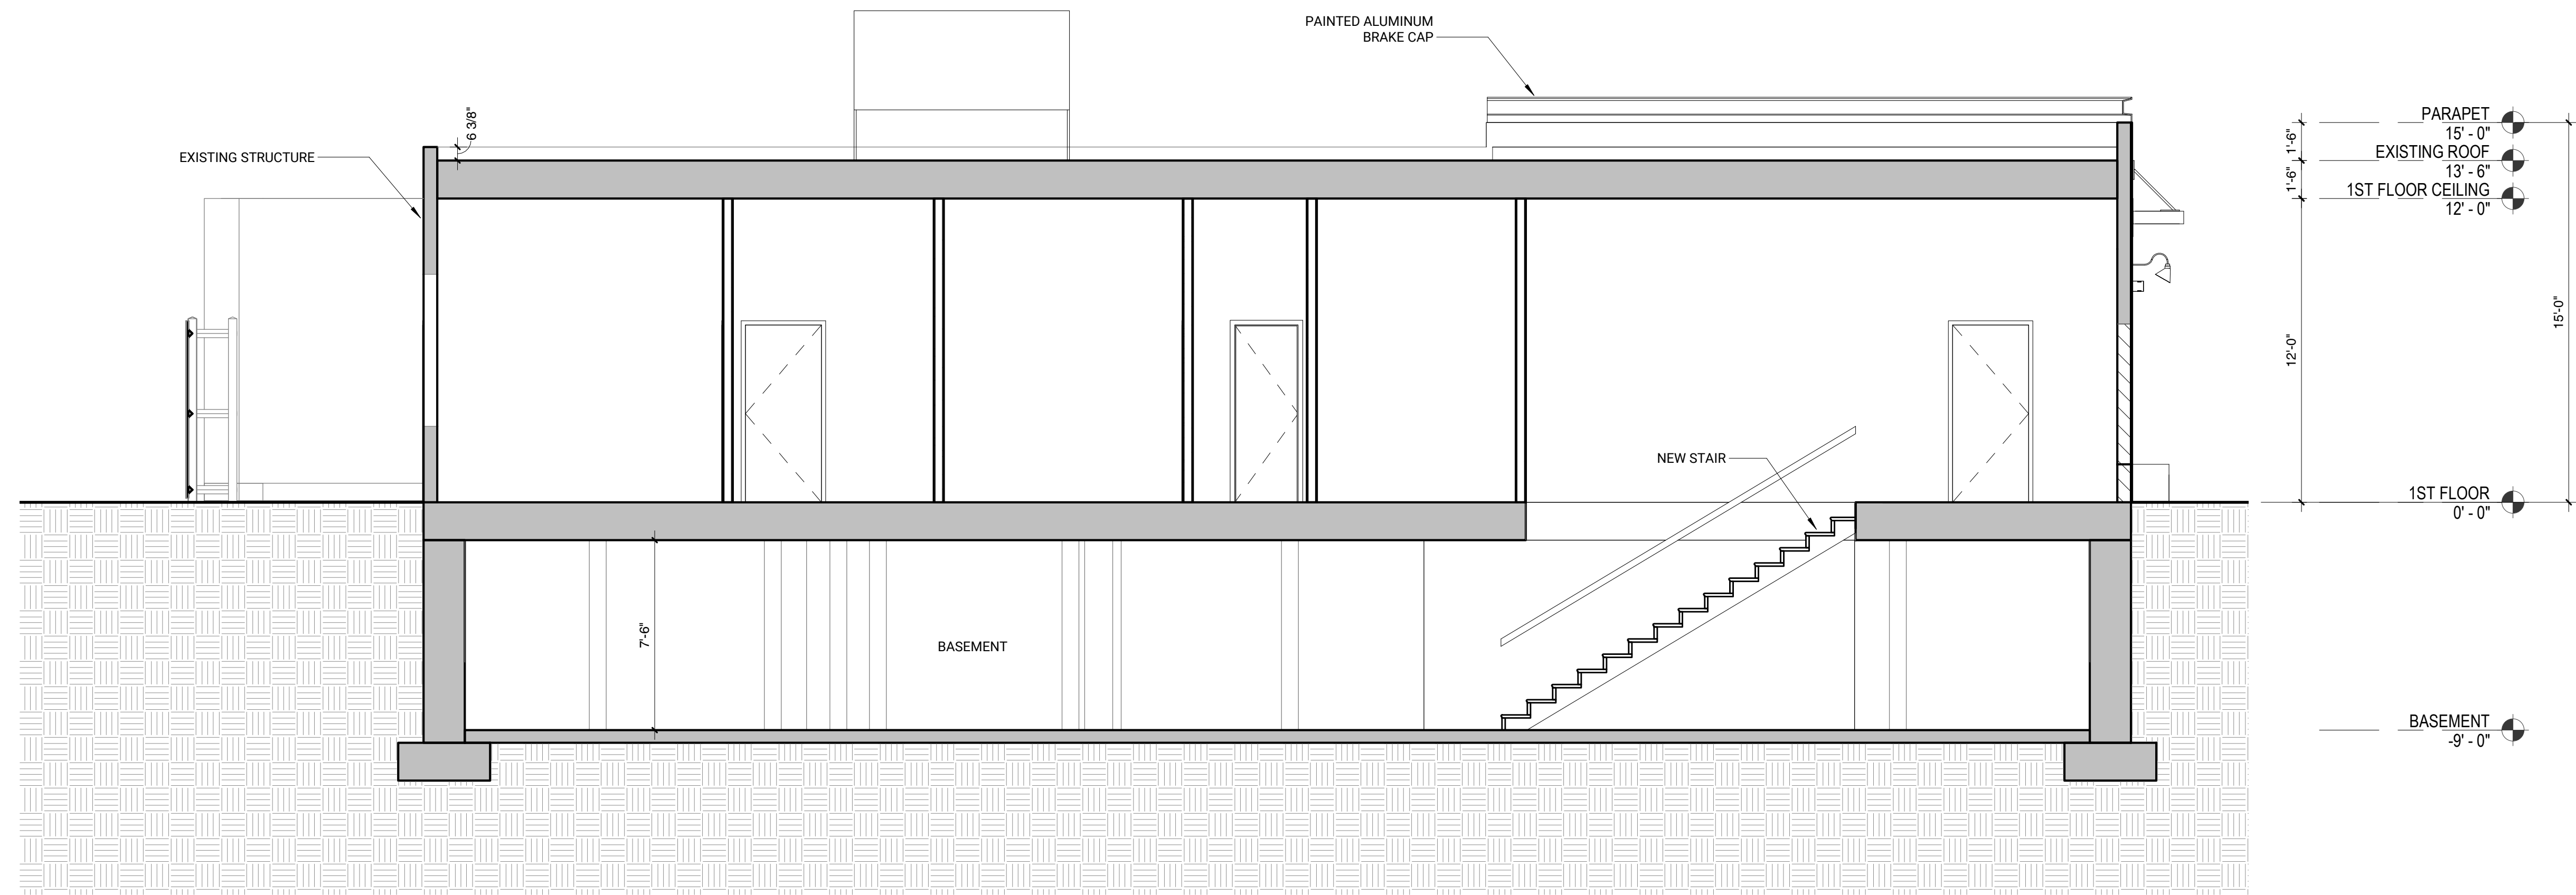 PAINTED ALUMINUM
BRAKE CAP
6 3/8"
EXISTING STRUCTURE
PARAPET
15' - 0"
1'-6"
EXISTING ROOF
13' - 6"
1'-6"
1ST FLOOR CEILING
12' - 0"
12'-0"
15'-0"
NEW STAIR
1ST FLOOR
0' - 0"
7'-6"
BASEMENT
BASEMENT
-9' - 0"